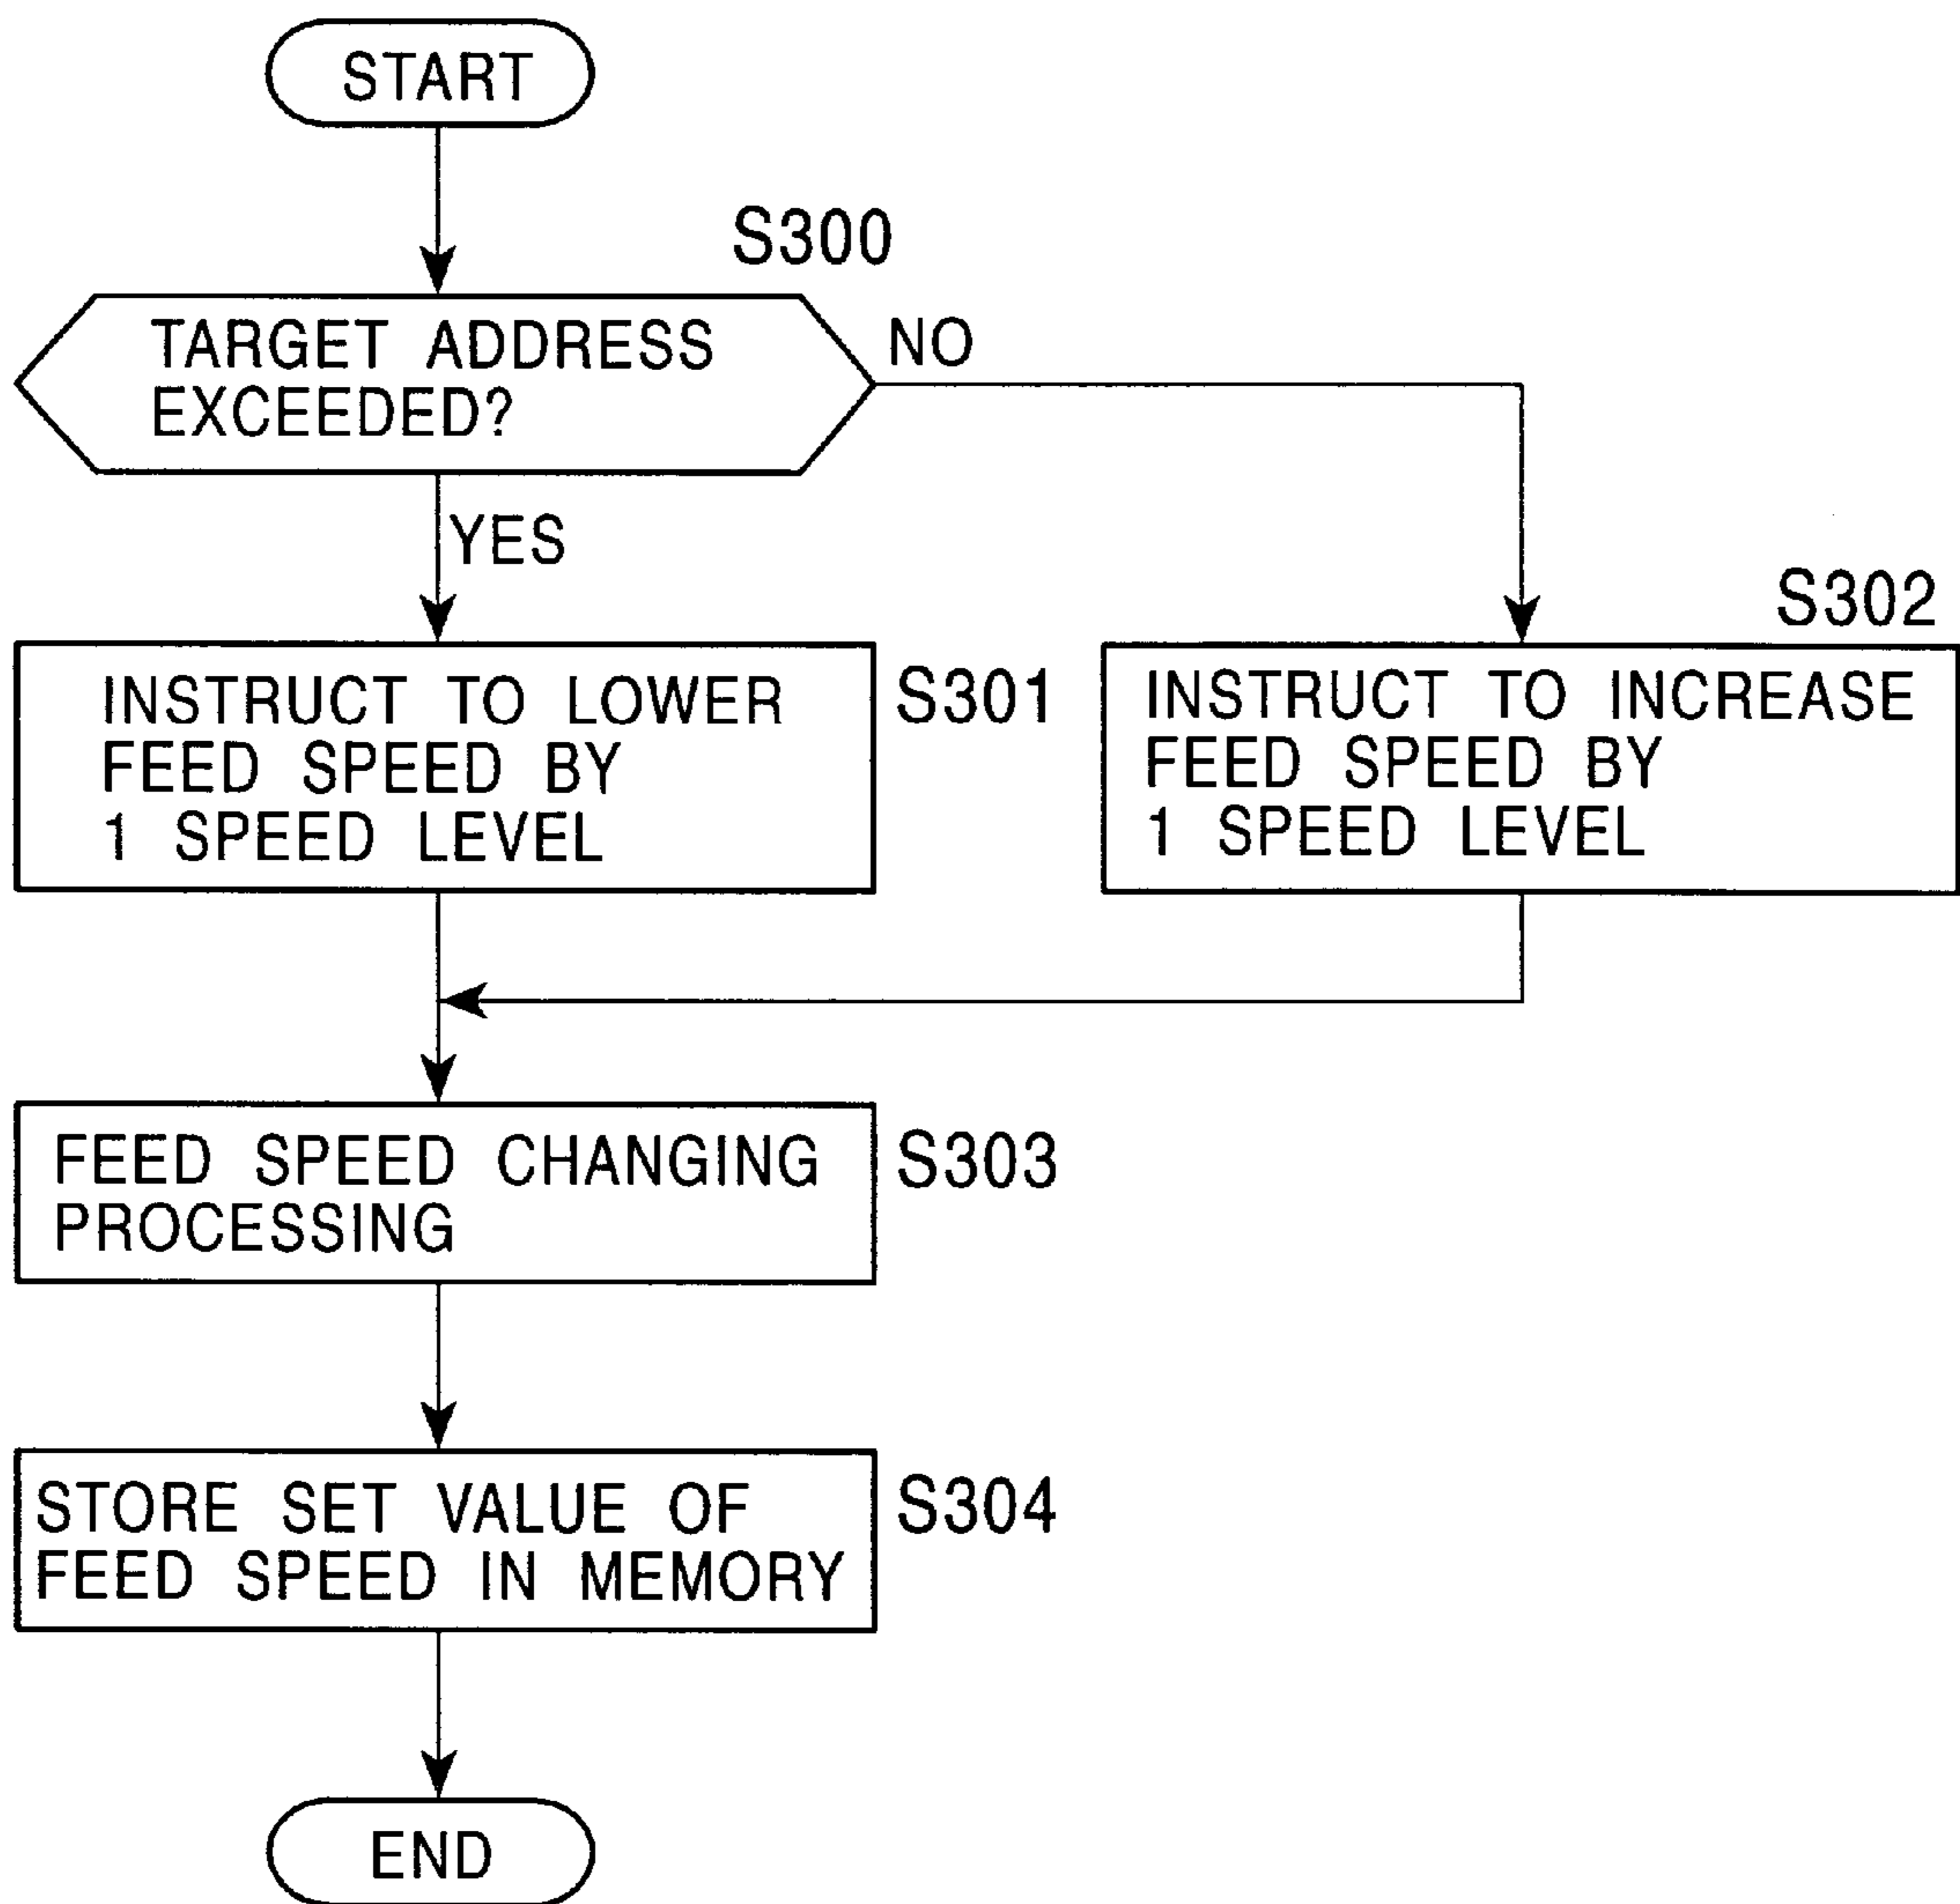 START
S300
TARGET ADDRESS
EXCEEDED?
NO
YES
INSTRUCT TO LOWER
FEED SPEED BY
1 SPEED LEVEL
S301
S302
INSTRUCT TO INCREASE
FEED SPEED BY
1 SPEED LEVEL
FEED SPEED CHANGING
PROCESSING
S303
STORE SET VALUE OF
FEED SPEED IN MEMORY
S304
END